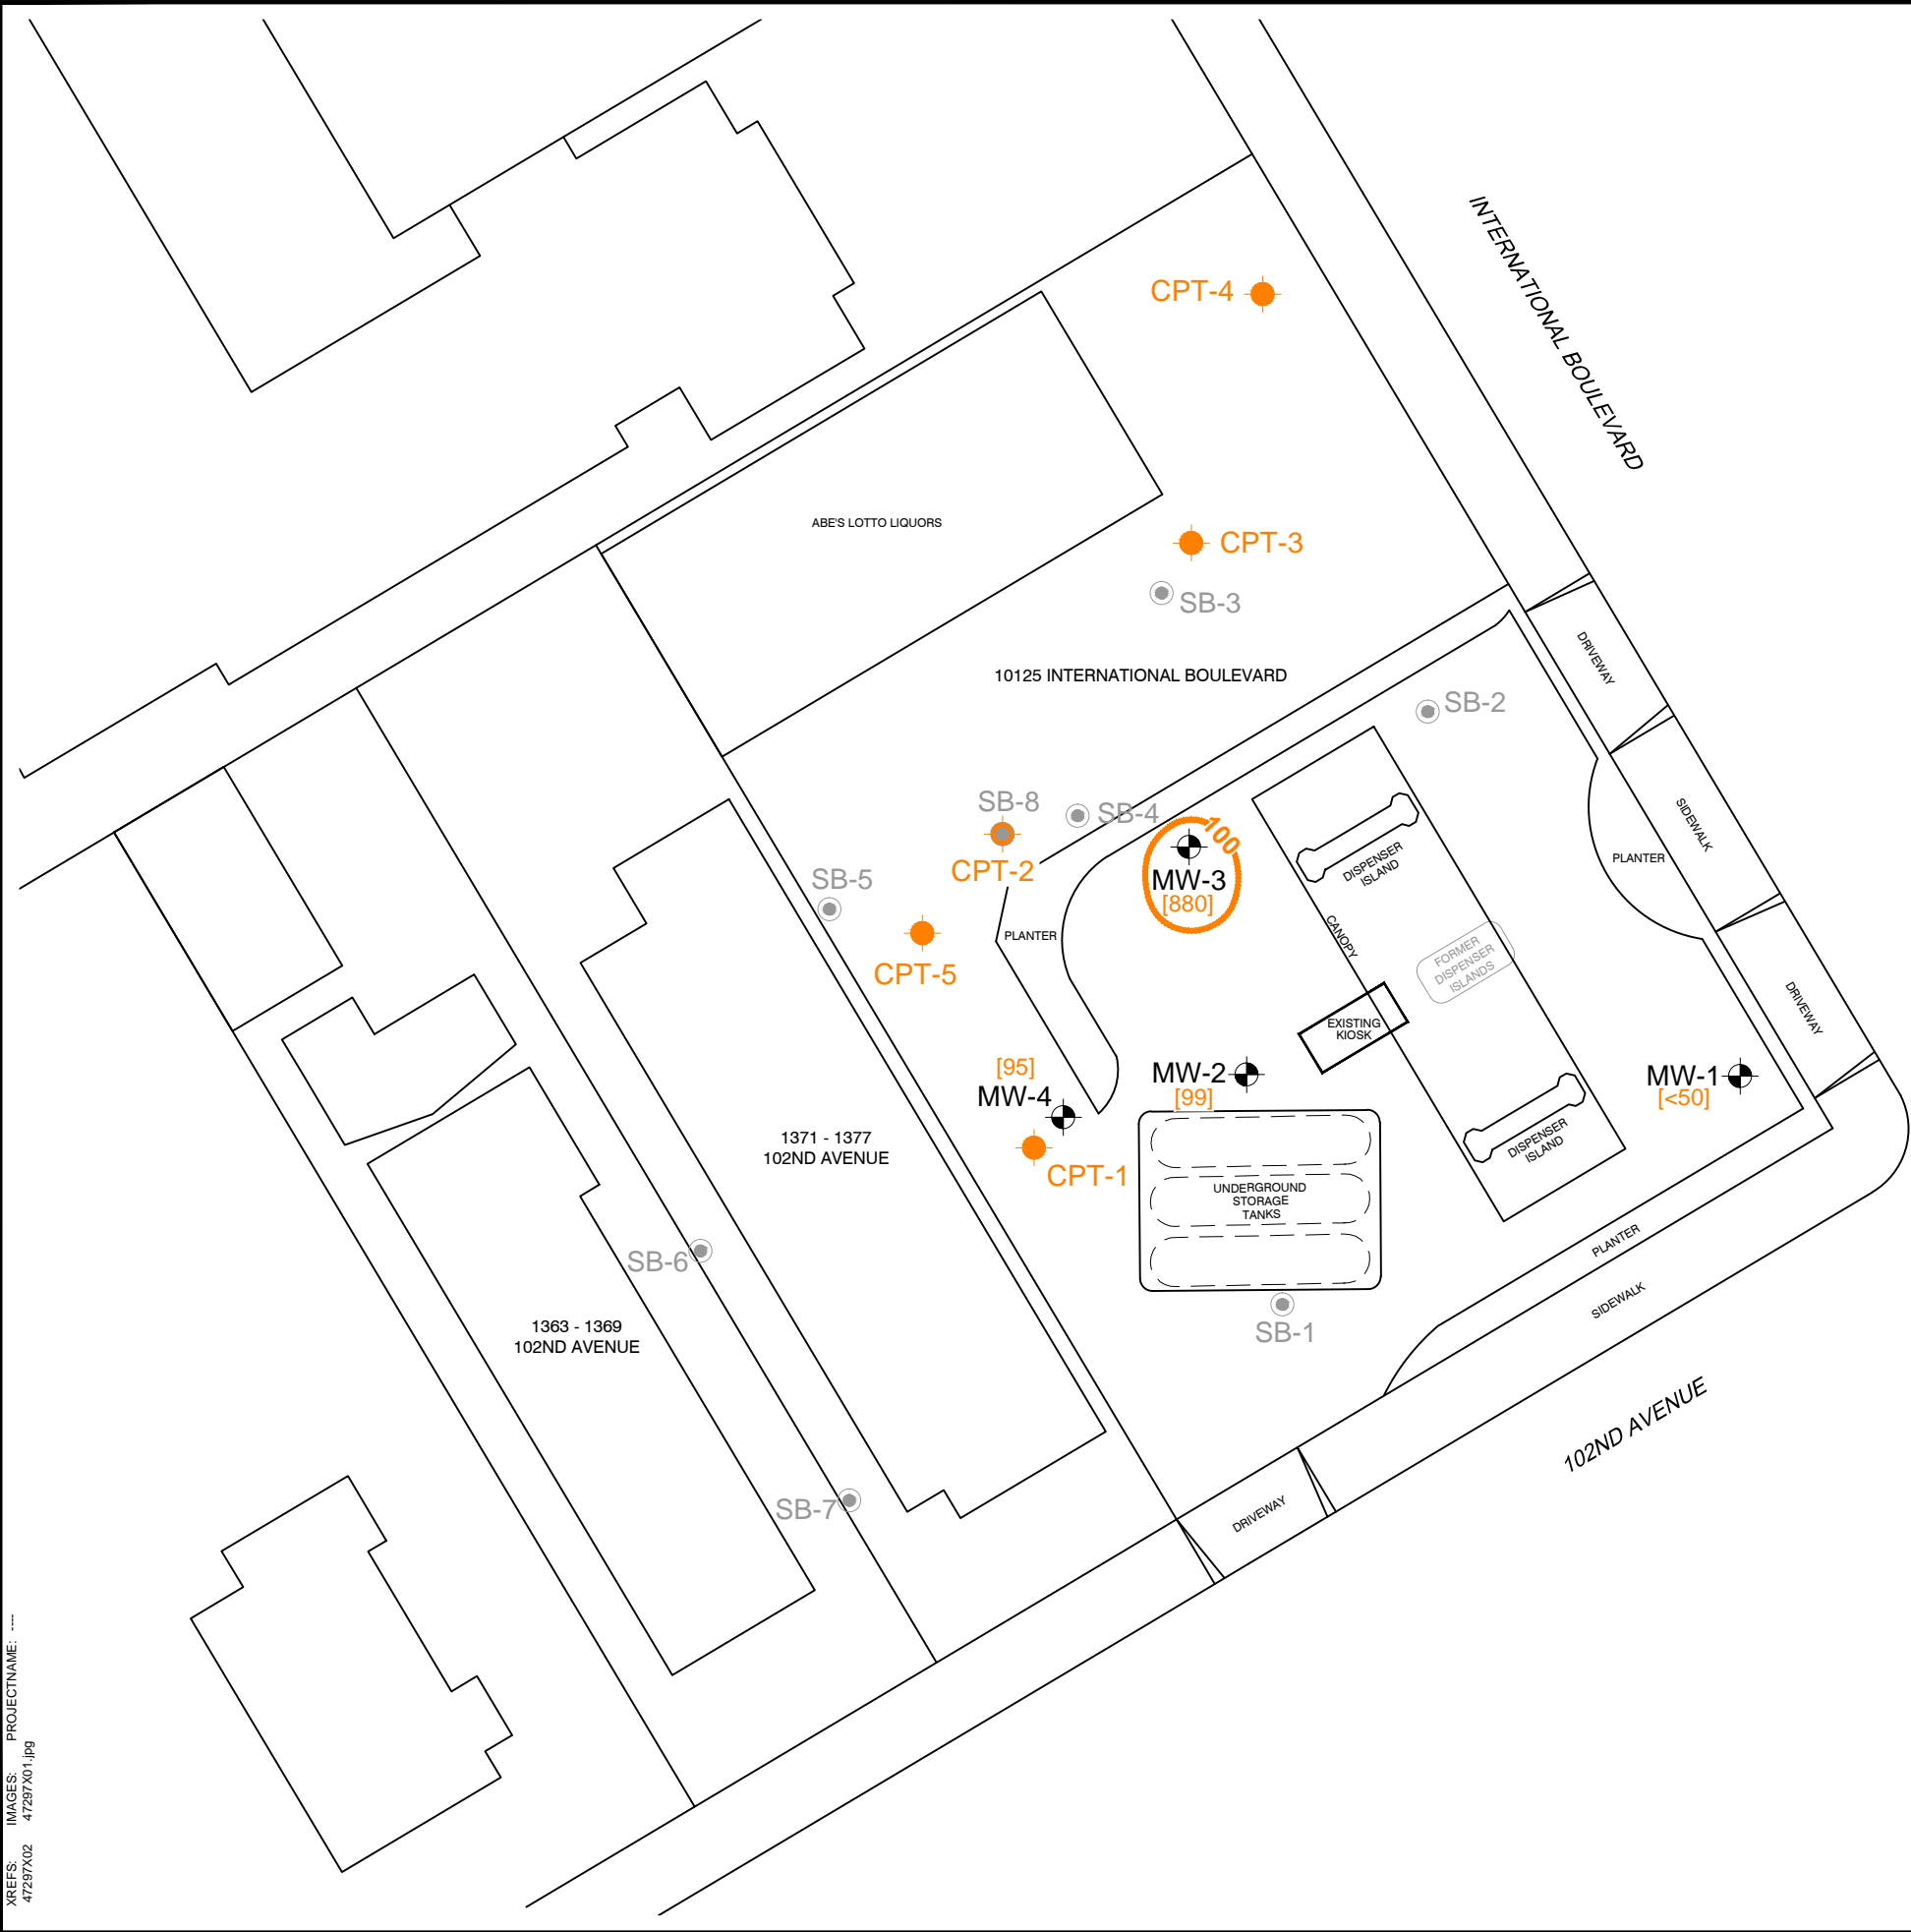 CPT-4
INTERNATIONAL BOULEVARD
ABE'S LOTTO LIQUORS
CPT-3
SB-3
10125 INTERNATIONAL BOULEVARD
DRIVEWAY
SB-2
SB-8
SB-4
100
SIDEWALK
CPT-2
MW-3
[880]
DISPENSER
ISLAND
PLANTER
SB-5
PLANTER
CANOPY
FORMER
DISPENSER
ISLANDS
CPT-5
DRIVEWAY
EXISTING
KIOSK
[95]
MW-4
MW-2
[99]
MW-1
[<50]
1371 - 1377
102ND AVENUE
CPT-1
DISPENSER
ISLAND
UNDERGROUND
STORAGE
TANKS
PLANTER
SB-6
SIDEWALK
1363 - 1369
102ND AVENUE
SB-1
102ND AVENUE
SB-7
DRIVEWAY
XREFS: IMAGES: PROJECTNAME: ----
47297X02 47297X01.jpg